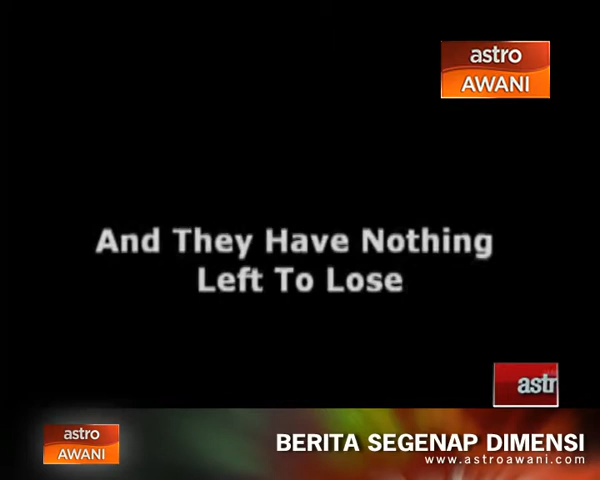 astro
AWANI
And They Have Nothing
Left To Lose
astr
astro
AWANI
BERITA SEGENAP DIMENSI
www.astroawani.com